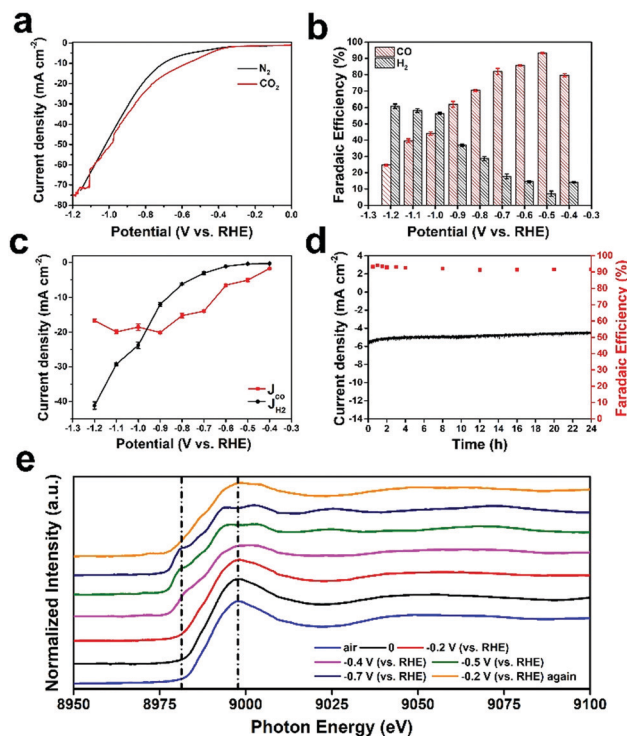 a
Current density (mA cm⁻²)
0
-10
-20
-30
-40
-50
-60
-70
-80
N₂
CO₂
-1.2 -1.0 -0.8 -0.6 -0.4 -0.2 0.0
Potential (V vs. RHE)
b
Faradaic Efficiency (%)
100
90
80
70
60
50
40
30
20
10
0
CO
H₂
-1.3 -1.2 -1.1 -1.0 -0.9 -0.8 -0.7 -0.6 -0.5 -0.4 -0.3
Potential (V vs. RHE)
c
Current density (mA cm⁻²)
0
-10
-20
-30
-40
J_CO
J_H2
-1.2 -1.1 -1.0 -0.9 -0.8 -0.7 -0.6 -0.5 -0.4
Potential (V vs. RHE)
d
Current density (mA cm⁻²)
4
2
0
-2
-4
-6
-8
-10
-12
-14
100
90
80
70
60
50
40
30
20
10
0
Faradaic Efficiency (%)
0 2 4 6 8 10 12 14 16 18 20 22 24
Time (h)
e
Normalized Intensity (a.u.)
air 0 -0.2 V (vs. RHE)
-0.4 V (vs. RHE) -0.5 V (vs. RHE)
-0.7 V (vs. RHE) -0.2 V (vs. RHE) again
8950 8975 9000 9025 9050 9075 9100
Photon Energy (eV)